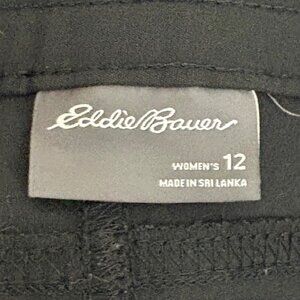 Eddie Bauer
WOMEN'S 12
MADE IN SRI LANKA